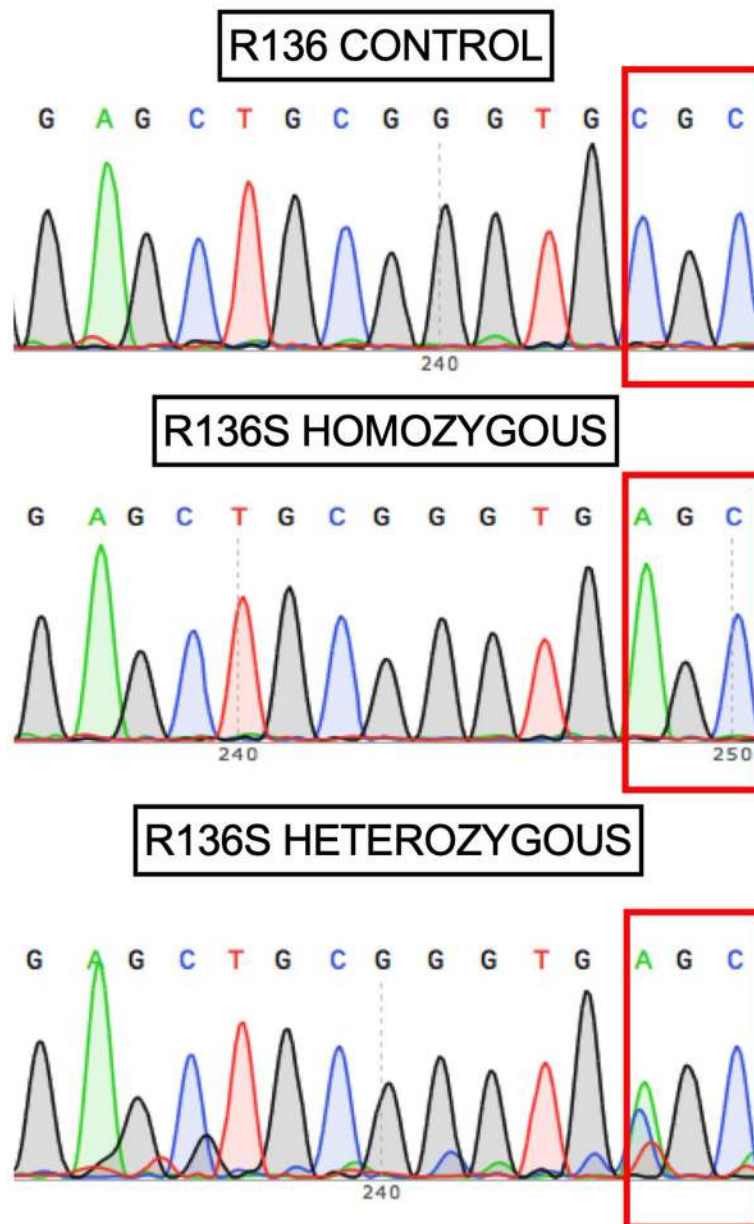 R136 CONTROL
G A G C T G C G G G T G C G C
240
R136S HOMOZYGOUS
G A G C T G C G G G T G A G C
240 250
R136S HETEROZYGOUS
G A G C T G C G G G T G A G C
240